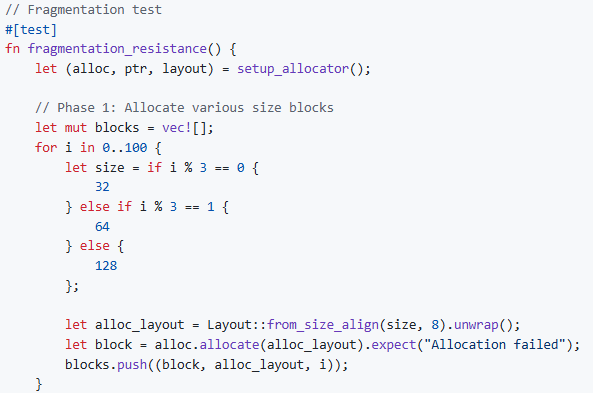 // Fragmentation test
#[test]
fn fragmentation_resistance() {
    let (alloc, ptr, layout) = setup_allocator();

    // Phase 1: Allocate various size blocks
    let mut blocks = vec![];
    for i in 0..100 {
        let size = if i % 3 == 0 {
            32
        } else if i % 3 == 1 {
            64
        } else {
            128
        };

        let alloc_layout = Layout::from_size_align(size, 8).unwrap();
        let block = alloc.allocate(alloc_layout).expect("Allocation failed");
        blocks.push((block, alloc_layout, i));
    }